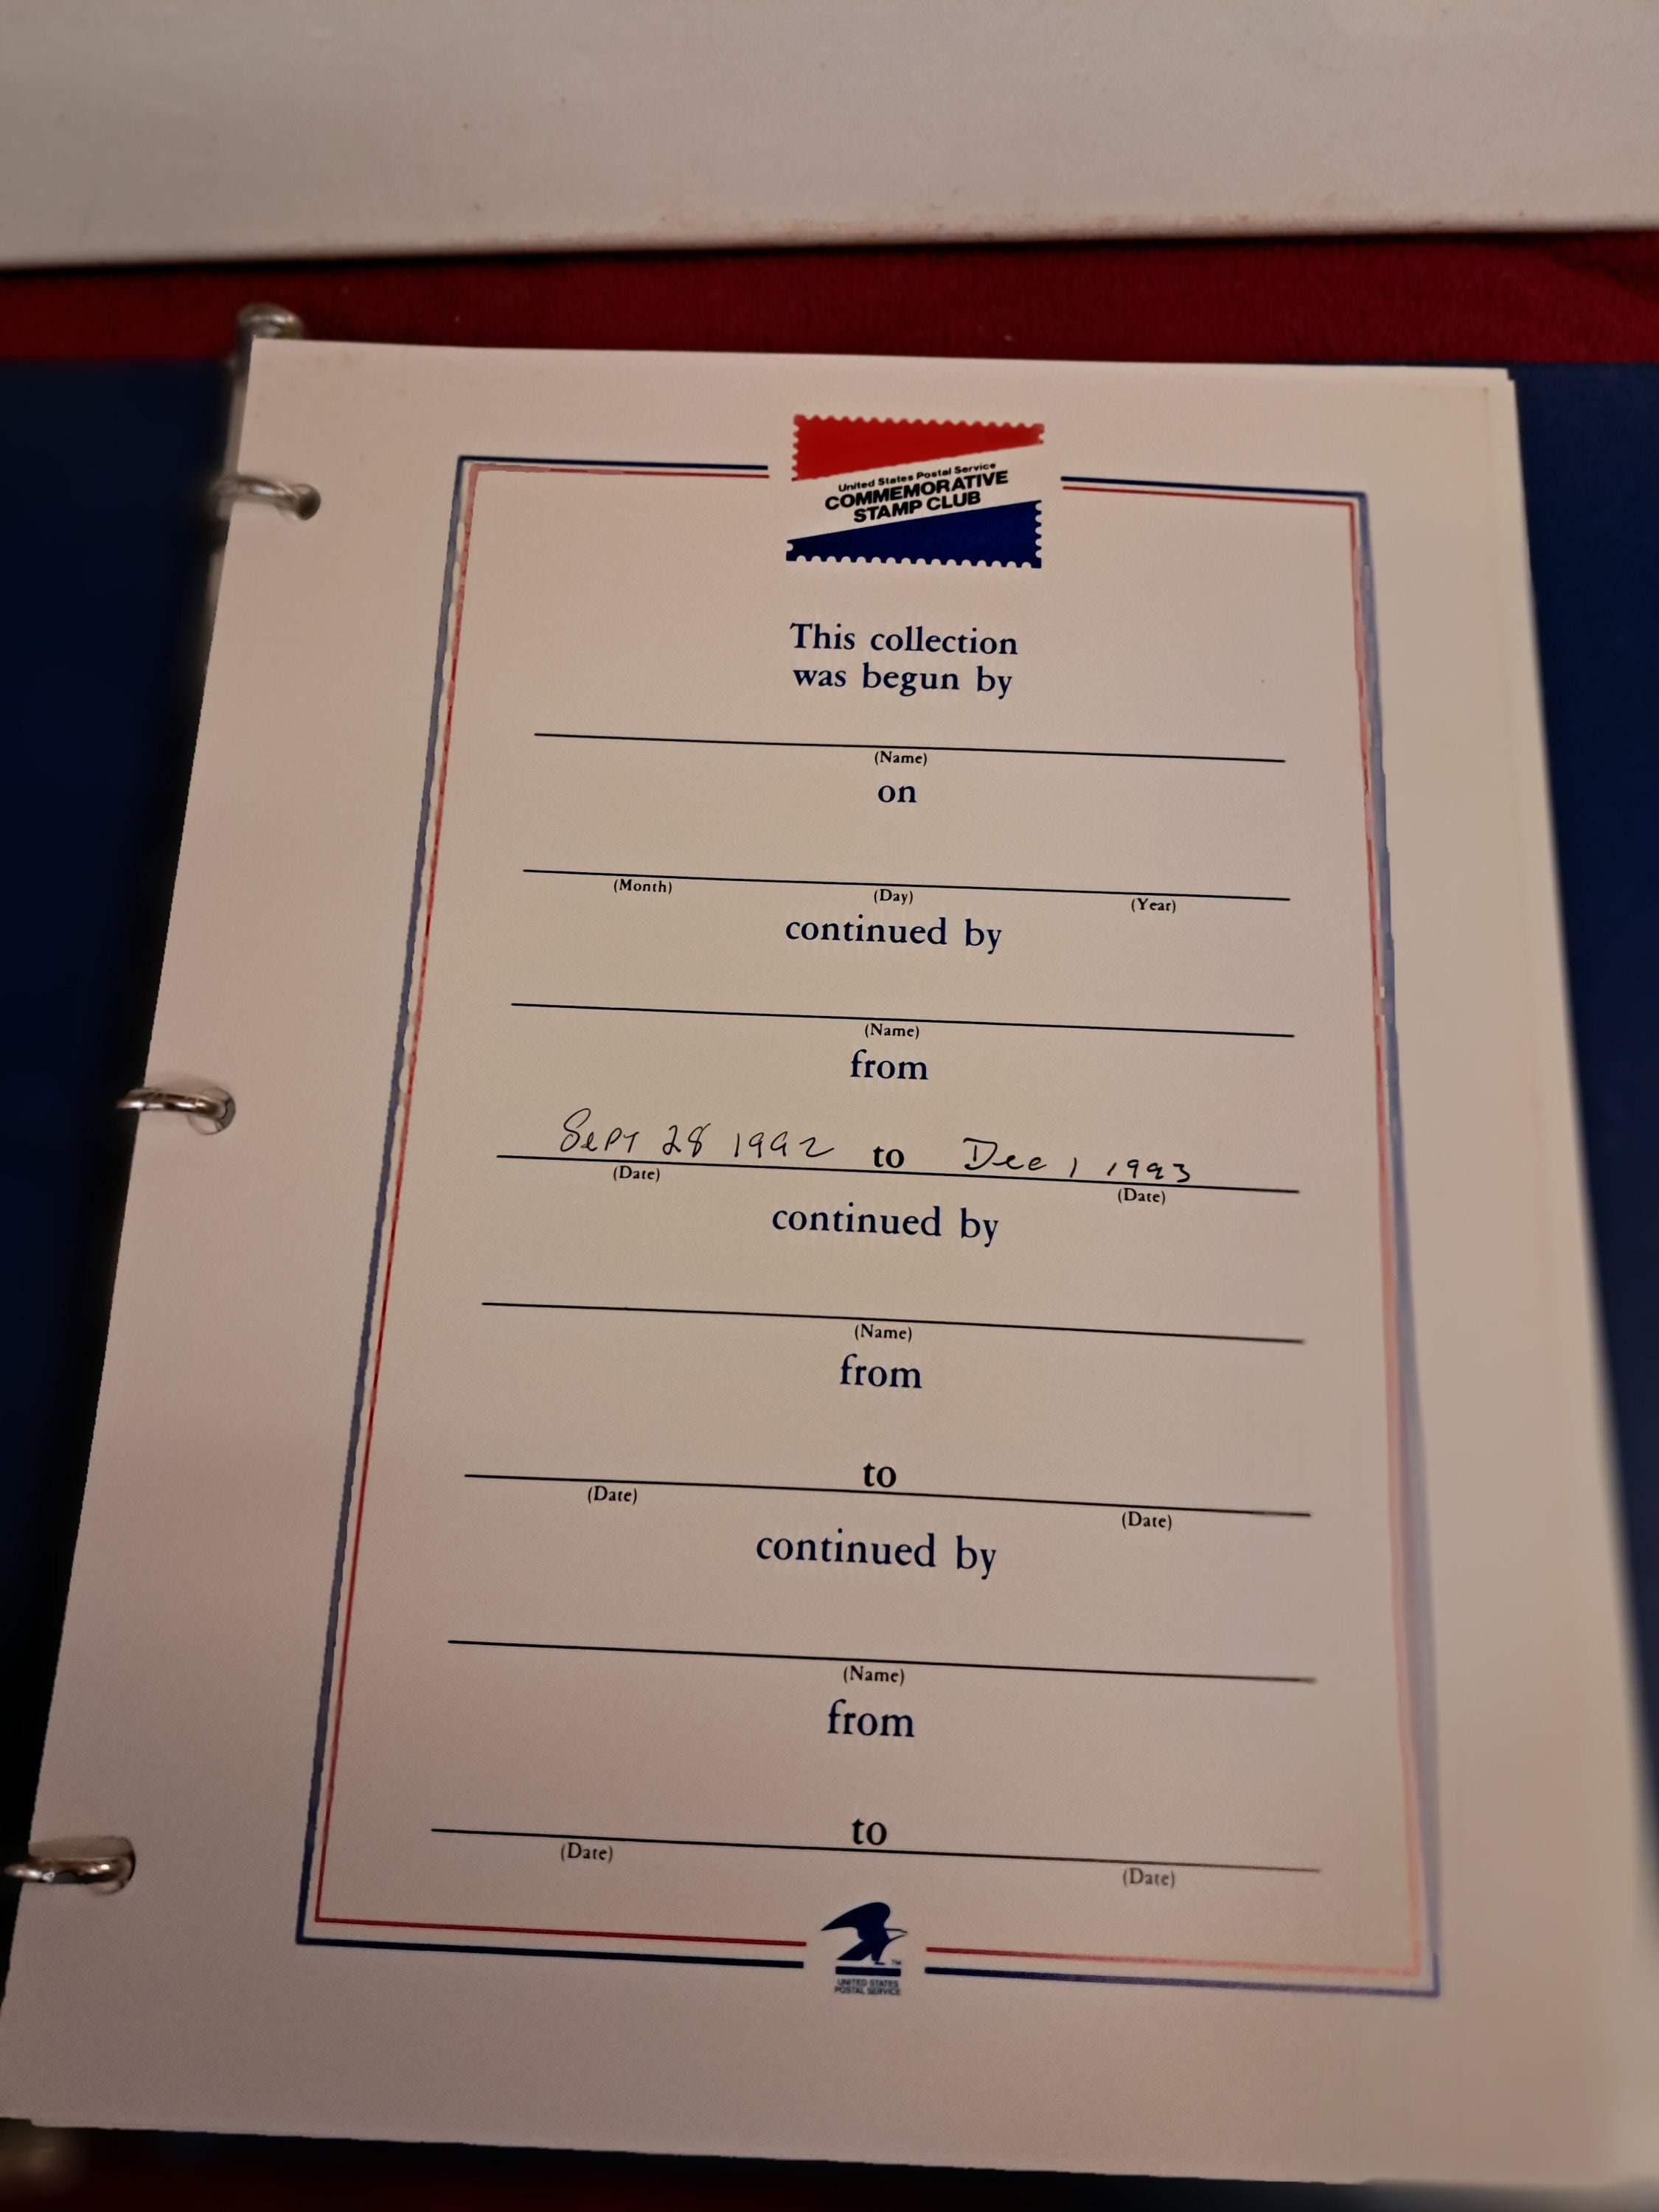 United States Postal Service
COMMEMORATIVE
STAMP CLUB
This collection
was begun by
(Name)
on
(Month) (Day) (Year)
continued by
(Name)
from
Sept 28 1992 to Dec 1 1993
(Date) (Date)
continued by
(Name)
from
to
(Date) (Date)
continued by
(Name)
from
to
(Date) (Date)
TM
UNITED STATES
POSTAL SERVICE